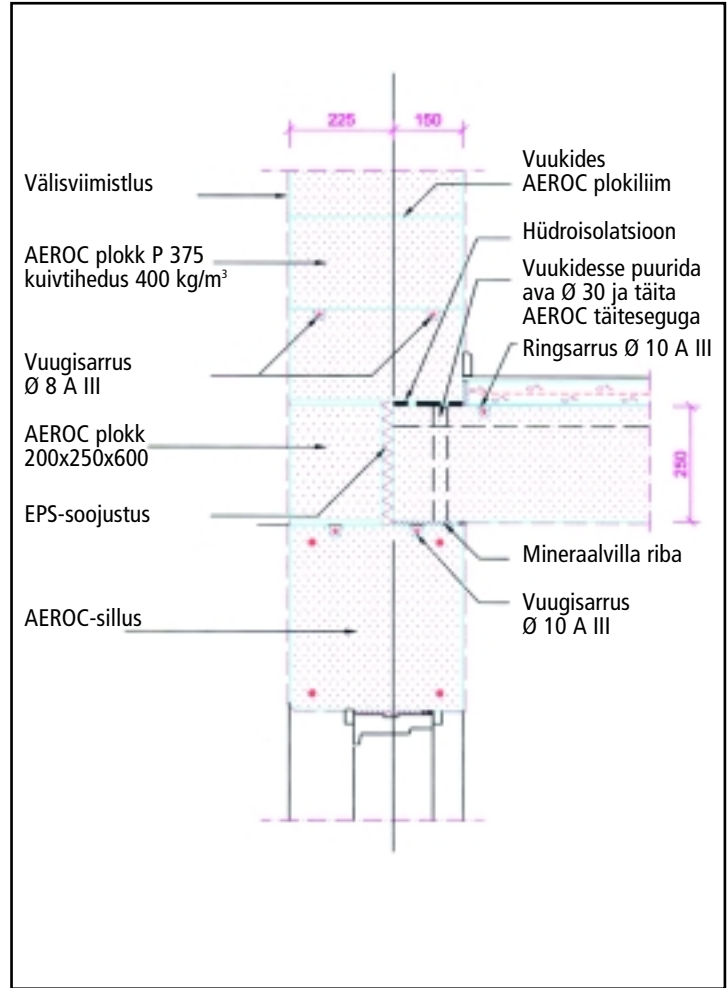 225
150
Välisviimistlus
AEROC plokk P 375
kuivtihedus 400 kg/m³
Vuugisarrus
Ø 8 A III
AEROC plokk
200x250x600
EPS-soojustus
AEROC-sillus
Vuukides
AEROC plokiliim
Hüdroisolatsioon
Vuukidesse puurida
ava Ø 30 ja täita
AEROC täiteseguga
Ringsarrus Ø 10 A III
250
Mineraalvilla riba
Vuugisarrus
Ø 10 A III